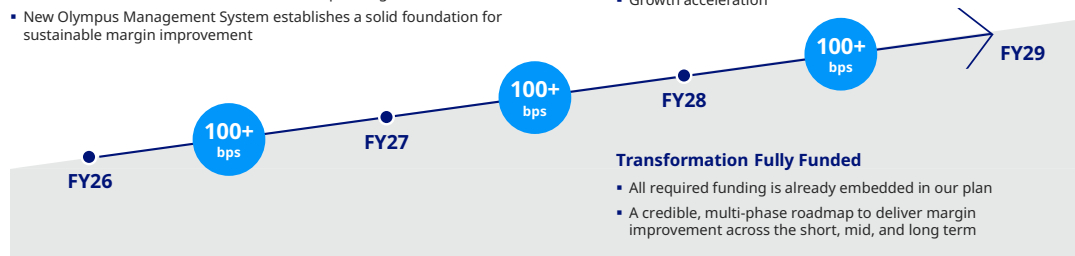 ▪ New Olympus Management System establishes a solid foundation for
sustainable margin improvement
▪ Growth acceleration
100+
bps
FY29
100+
bps
FY28
100+
bps
FY27
FY26
Transformation Fully Funded
▪ All required funding is already embedded in our plan
▪ A credible, multi-phase roadmap to deliver margin
improvement across the short, mid, and long term